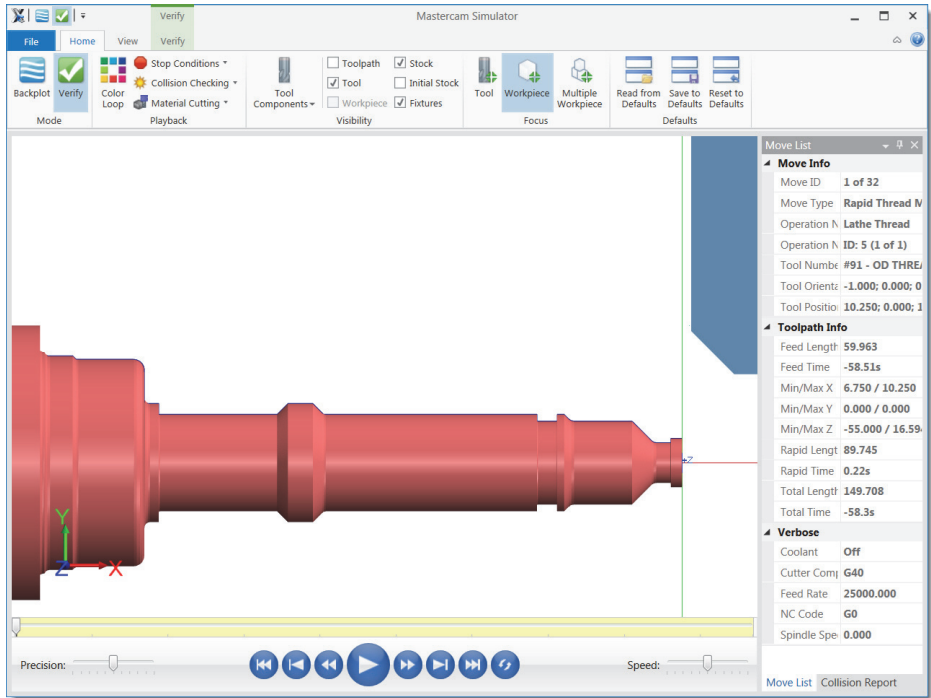 Verify
Mastercam Simulator
File
Home
View
Verify
Backplot
Verify
Mode
Color
Loop
Stop Conditions
Collision Checking
Material Cutting
Playback
Tool
Components
Toolpath
Stock
Tool
Initial Stock
Workpiece
Fixtures
Visibility
Tool
Workpiece
Multiple
Workpiece
Focus
Read from
Defaults
Save to
Defaults
Reset to
Defaults
Defaults
Move List
Move Info
Move ID 1 of 32
Move Type Rapid Thread M
Operation N Lathe Thread
Operation N ID: 5 (1 of 1)
Tool Numbe #91 - OD THRE
Tool Orienta -1.000; 0.000; 0
Tool Positio 10.250; 0.000; 1
Toolpath Info
Feed Length 59.963
Feed Time -58.51s
Min/Max X 6.750 / 10.250
Min/Max Y 0.000 / 0.000
Min/Max Z -55.000 / 16.59
Rapid Lengt 89.745
Rapid Time 0.22s
Total Length 149.708
Total Time -58.3s
Verbose
Coolant Off
Cutter Comp G40
Feed Rate 25000.000
NC Code G0
Spindle Spe 0.000
+Z
Y
Z
X
Precision:
Speed:
Move List
Collision Report